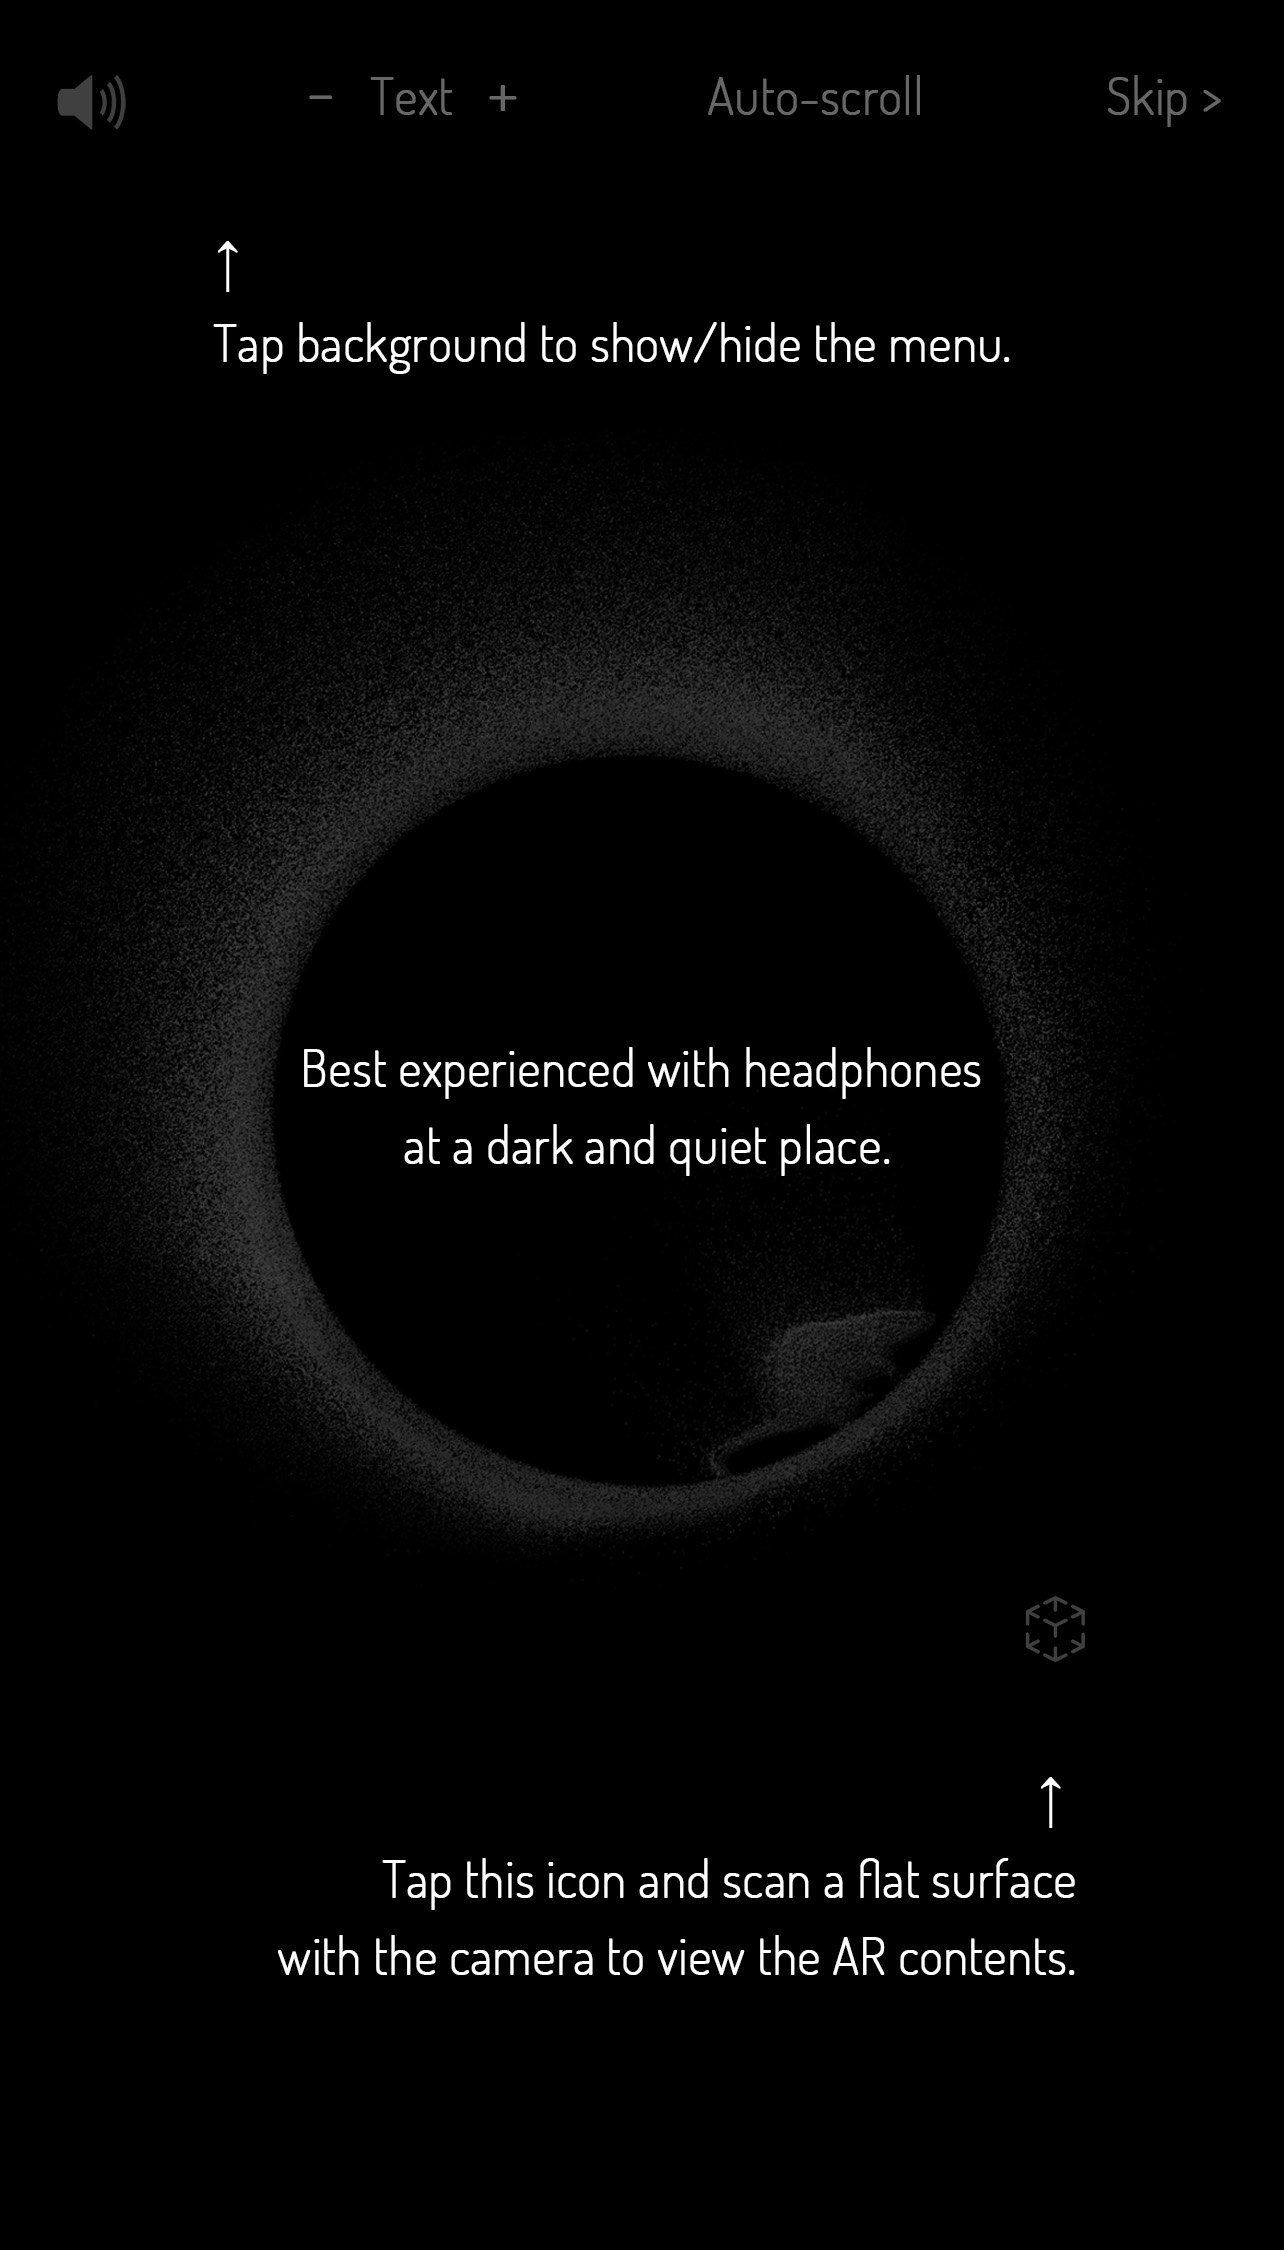 - Text + Auto-scroll Skip >
↑
Tap background to show/hide the menu.
Best experienced with headphones
at a dark and quiet place.
↑
Tap this icon and scan a flat surface
with the camera to view the AR contents.